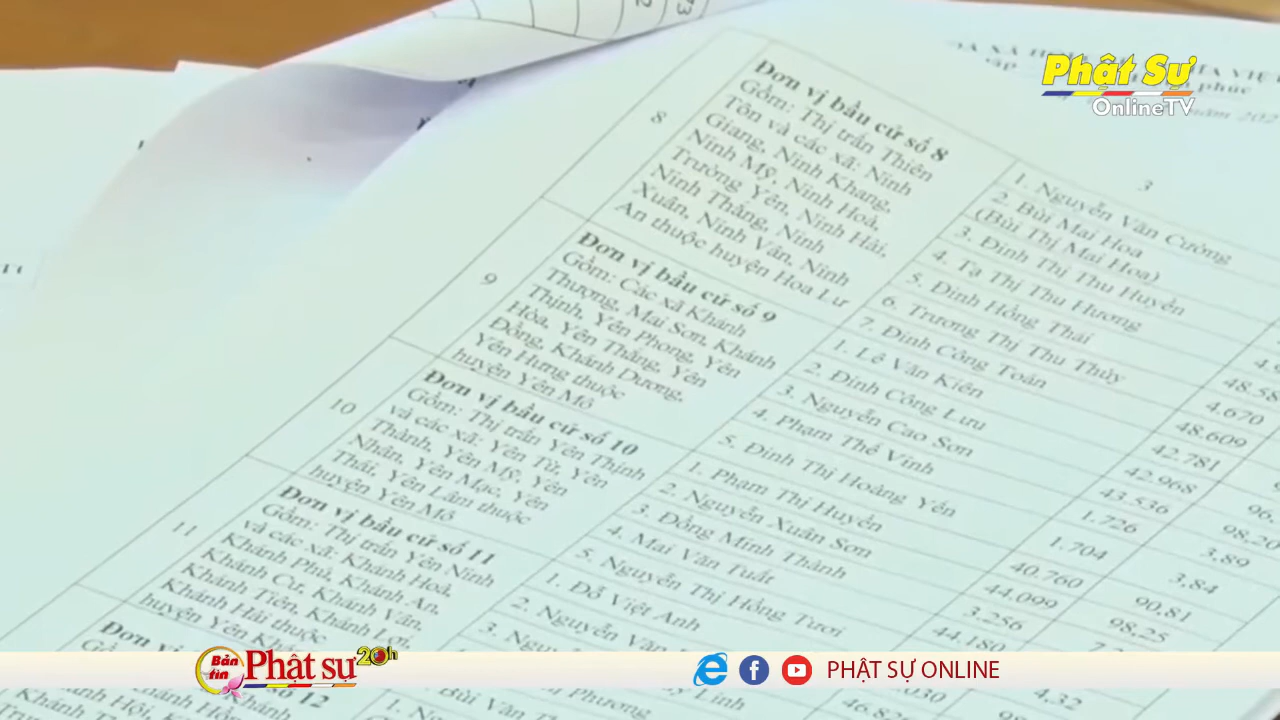 Phật Sự
OnlineTV
3
8
Đơn vị bầu cử số 8
Gồm: Thị trấn Thiên
Tôn và các xã: Ninh
Giang, Ninh Khang,
Ninh Mỹ, Ninh Hoà,
Trường Yên, Ninh Hải,
Ninh Thắng, Ninh
Xuân, Ninh Vân, Ninh
An thuộc huyện Hoa Lư
1. Nguyễn Văn Cường
2. Bùi Mai Hoa
(Bùi Thị Mai Hoa)
3. Đinh Thị Thu Huyền
4. Tạ Thị Thu Hương
5. Đinh Hồng Thái
6. Trương Thị Thu Thủy
7. Đinh Công Toán
9
Đơn vị bầu cử số 9
Gồm: Các xã Khánh
Thượng, Mai Sơn, Khánh
Thịnh, Yên Phong, Yên
Hòa, Yên Thắng, Yên
Đồng, Khánh Dương,
Yên Hưng thuộc
huyện Yên Mô
1. Lê Văn Kiên
2. Đinh Công Lưu
3. Nguyễn Cao Sơn
4. Phạm Thế Vinh
5. Đinh Thị Hoàng Yến
10
Đơn vị bầu cử số 10
Gồm: Thị trấn Yên Thịnh
và các xã: Yên Từ, Yên
Thành, Yên Mỹ, Yên
Nhân, Yên Mạc, Yên
Thái, Yên Lâm thuộc
huyện Yên Mô
1. Phạm Thị Huyền
2. Nguyễn Xuân Sơn
3. Đồng Minh Thành
4. Mai Văn Tuất
5. Nguyễn Thị Hồng Tươi
11
Đơn vị bầu cử số 11
Gồm: Thị trấn Yên Ninh
và các xã: Khánh Hoà,
Khánh Phú, Khánh An,
Khánh Cư, Khánh Vân,
Khánh Tiên, Khánh Lợi,
Khánh Hải thuộc
huyện Yên
1. Đỗ Việt Anh
2. Nguyễn
3.
48.609
4.670
42.781
42.968
43.536
1.726
1.704
40.760
44.099
3.256
44.180
3,89
3,84
90,81
98,25
4,32
Bản tin Phật sự 20h
PHẬT SỰ ONLINE